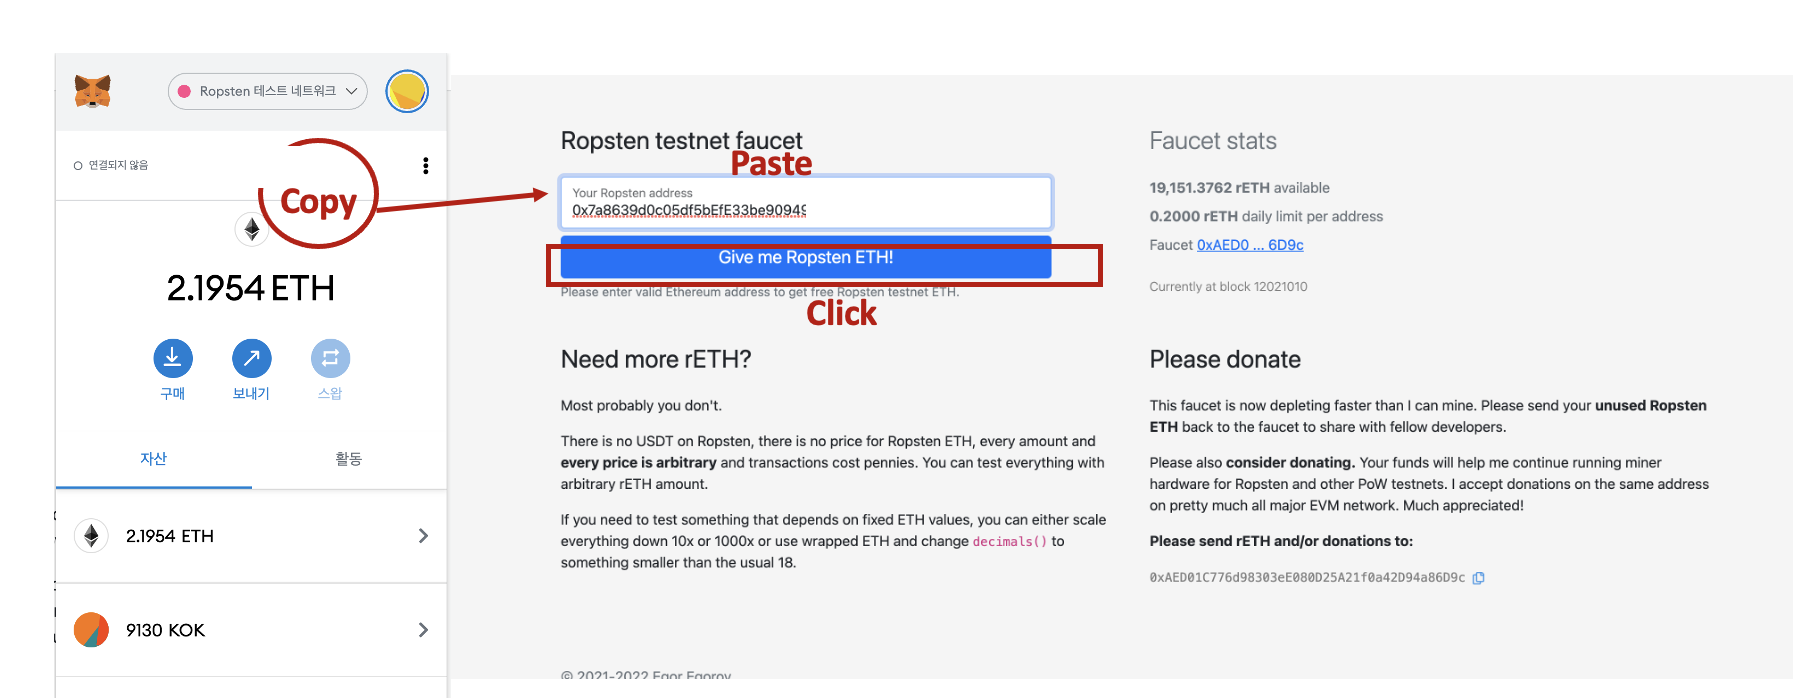 Ropsten 테스트 네트워크
연결되지 않음
Copy
2.1954 ETH
구매
보내기
스왑
자산
활동
2.1954 ETH
9130 KOK
Ropsten testnet faucet
Paste
Your Ropsten address
0x7a8639d0c05df5bEfE33be90949
Give me Ropsten ETH!
Please enter valid Ethereum address to get free Ropsten testnet ETH.
Click
Need more rETH?
Most probably you don't.
There is no USDT on Ropsten, there is no price for Ropsten ETH, every amount and
every price is arbitrary and transactions cost pennies. You can test everything with
arbitrary rETH amount.
If you need to test something that depends on fixed ETH values, you can either scale
everything down 10x or 1000x or use wrapped ETH and change decimals() to
something smaller than the usual 18.
© 2021-2022 Egor Egorov
Faucet stats
19,151.3762 rETH available
0.2000 rETH daily limit per address
Faucet 0xAED0 ... 6D9c
Currently at block 12021010
Please donate
This faucet is now depleting faster than I can mine. Please send your unused Ropsten
ETH back to the faucet to share with fellow developers.
Please also consider donating. Your funds will help me continue running miner
hardware for Ropsten and other PoW testnets. I accept donations on the same address
on pretty much all major EVM network. Much appreciated!
Please send rETH and/or donations to:
0xAED01C776d98303eE080D25A21f0a42D94a86D9c